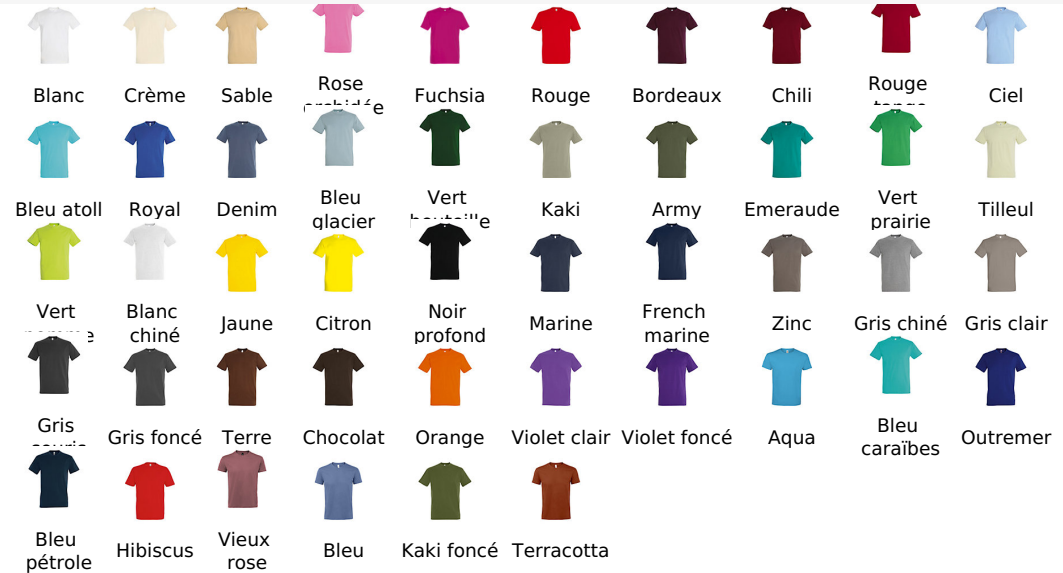 Blanc
Crème
Sable
Rose
Fuchsia
Rouge
Bordeaux
Chili
Rouge
Ciel
Bleu atoll
Royal
Denim
Bleu
glacier
Vert
Kaki
Army
Emeraude
Vert
prairie
Tilleul
Vert
Blanc
chiné
Jaune
Citron
Noir
profond
Marine
French
marine
Zinc
Gris chiné
Gris clair
Gris
Gris foncé
Terre
Chocolat
Orange
Violet clair
Violet foncé
Aqua
Bleu
caraïbes
Outremer
Bleu
pétrole
Hibiscus
Vieux
rose
Bleu
Kaki foncé
Terracotta